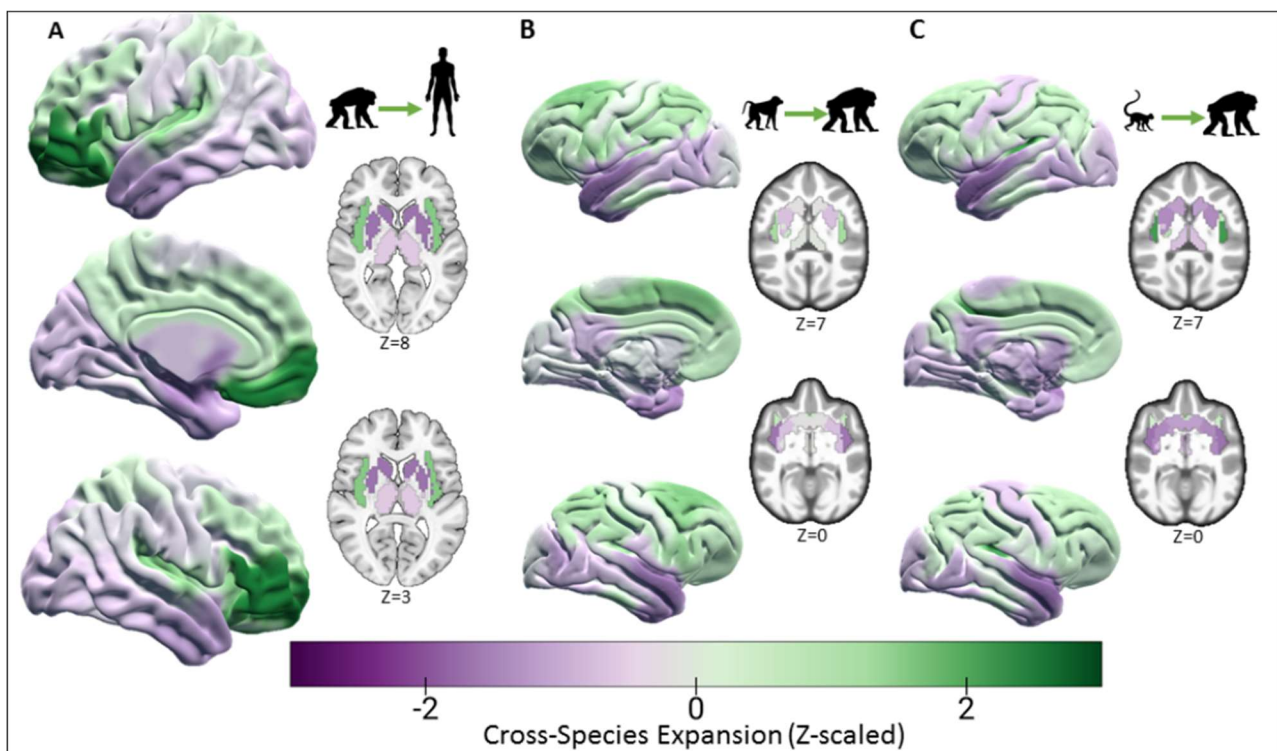 A
B
C
Z=8
Z=7
Z=7
Z=3
Z=0
Z=0
-2
0
2
Cross-Species Expansion (Z-scaled)